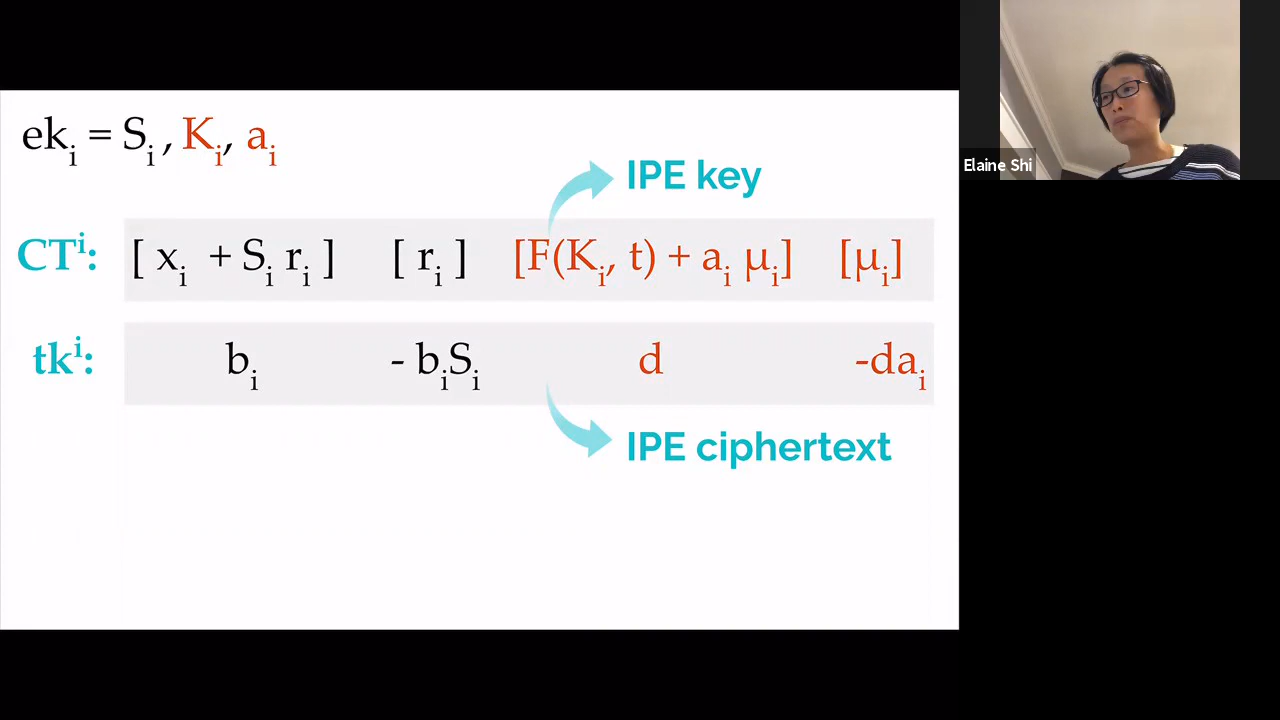 ekᵢ = Sᵢ, Kᵢ, aᵢ
IPE key
CTⁱ: [ xᵢ + Sᵢ rᵢ ] [ rᵢ ] [F(Kᵢ, t) + aᵢ μᵢ] [μᵢ]
tkⁱ: bᵢ - bᵢSᵢ d -daᵢ
IPE ciphertext
Elaine Shi